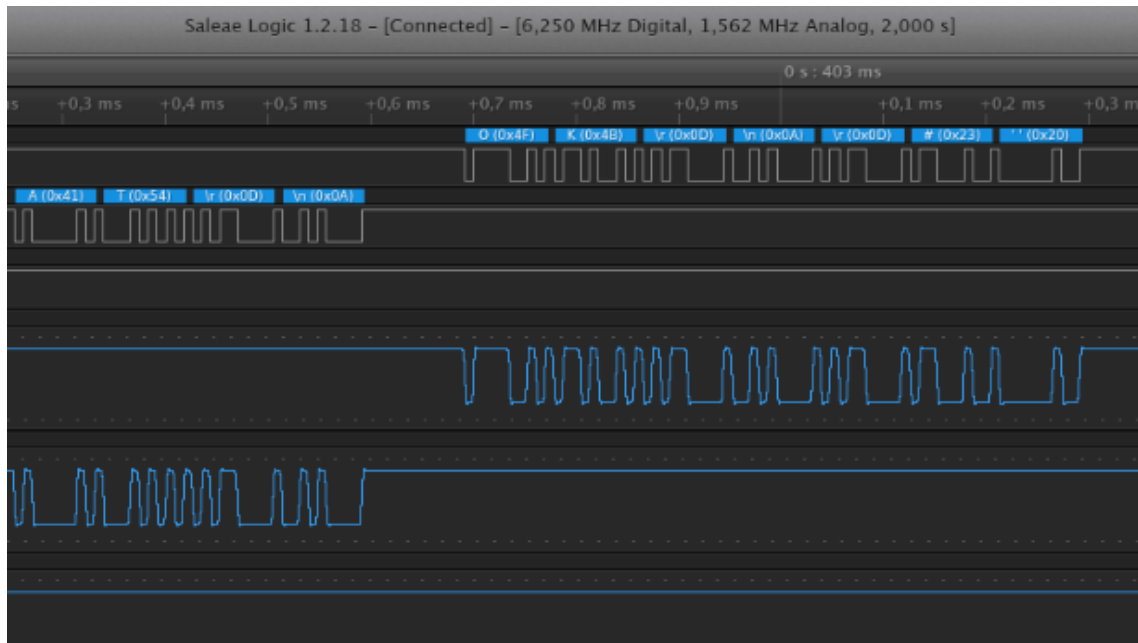 Saleae Logic 1.2.18 – [Connected] – [6,250 MHz Digital, 1,562 MHz Analog, 2,000 s]
0 s : 403 ms
+0,3 ms +0,4 ms +0,5 ms +0,6 ms +0,7 ms +0,8 ms +0,9 ms +0,1 ms +0,2 ms +0,3 m
O (0x4F) K (0x4B) \r (0x0D) \n (0x0A) \r (0x0D) # (0x23) ' ' (0x20)
A (0x41) T (0x54) \r (0x0D) \n (0x0A)